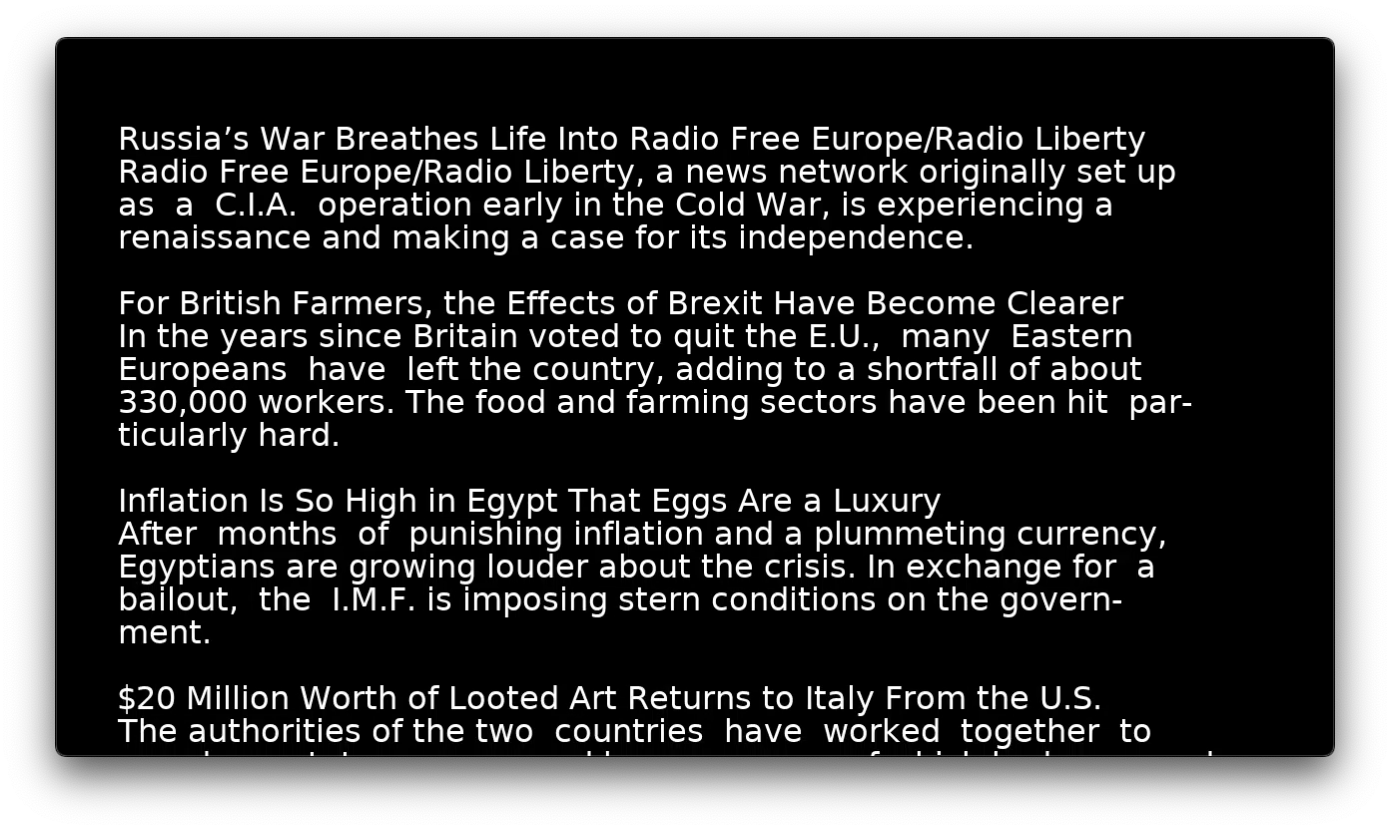 Russia’s War Breathes Life Into Radio Free Europe/Radio Liberty
Radio Free Europe/Radio Liberty, a news network originally set up
as  a  C.I.A.  operation early in the Cold War, is experiencing a
renaissance and making a case for its independence.

For British Farmers, the Effects of Brexit Have Become Clearer
In the years since Britain voted to quit the E.U.,  many  Eastern
Europeans  have  left the country, adding to a shortfall of about
330,000 workers. The food and farming sectors have been hit  par-
ticularly hard.

Inflation Is So High in Egypt That Eggs Are a Luxury
After  months  of  punishing inflation and a plummeting currency,
Egyptians are growing louder about the crisis. In exchange for  a
bailout,  the  I.M.F. is imposing stern conditions on the govern-
ment.

$20 Million Worth of Looted Art Returns to Italy From the U.S.
The authorities of the two  countries  have  worked  together  to